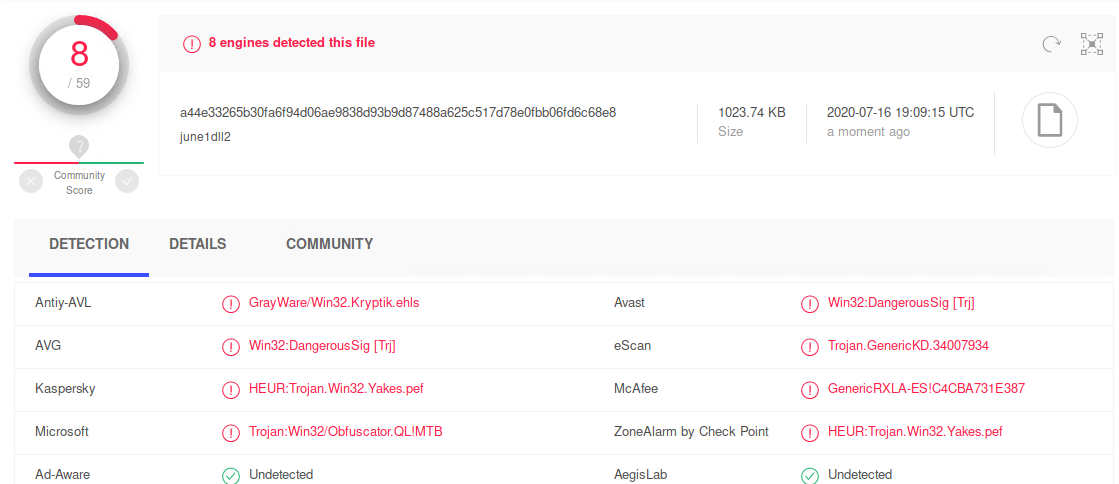 8
/ 59
?
Community
Score
8 engines detected this file
a44e33265b30fa6f94d06ae9838d93b9d87488a625c517d78e0fbb06fd6c68e8
june1dll2
1023.74 KB
Size
2020-07-16 19:09:15 UTC
a moment ago
DETECTION DETAILS COMMUNITY
Antiy-AVL GrayWare/Win32.Kryptik.ehls Avast Win32:DangerousSig [Trj]
AVG Win32:DangerousSig [Trj] eScan Trojan.GenericKD.34007934
Kaspersky HEUR:Trojan.Win32.Yakes.pef McAfee GenericRXLA-ES!C4CBA731E387
Microsoft Trojan:Win32/Obfuscator.QL!MTB ZoneAlarm by Check Point HEUR:Trojan.Win32.Yakes.pef
Ad-Aware Undetected AegisLab Undetected